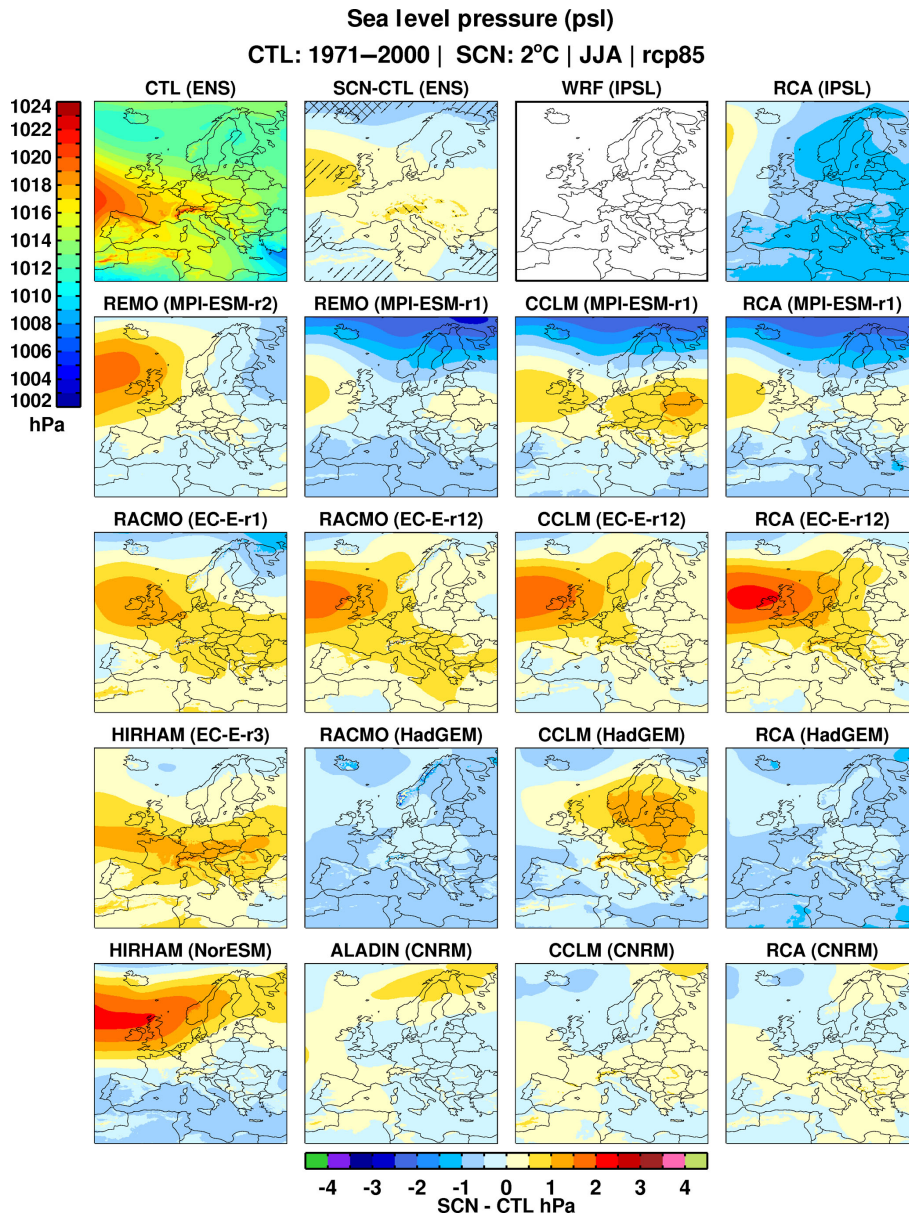 Sea level pressure (psl)
CTL: 1971–2000 | SCN: 2°C | JJA | rcp85
CTL (ENS) SCN-CTL (ENS) WRF (IPSL) RCA (IPSL)
1024
1022
1020
1018
1016
1014
1012
1010
1008
1006
1004
1002
hPa
REMO (MPI-ESM-r2) REMO (MPI-ESM-r1) CCLM (MPI-ESM-r1) RCA (MPI-ESM-r1)
RACMO (EC-E-r1) RACMO (EC-E-r12) CCLM (EC-E-r12) RCA (EC-E-r12)
HIRHAM (EC-E-r3) RACMO (HadGEM) CCLM (HadGEM) RCA (HadGEM)
HIRHAM (NorESM) ALADIN (CNRM) CCLM (CNRM) RCA (CNRM)
-4 -3 -2 -1 0 1 2 3 4
SCN - CTL hPa